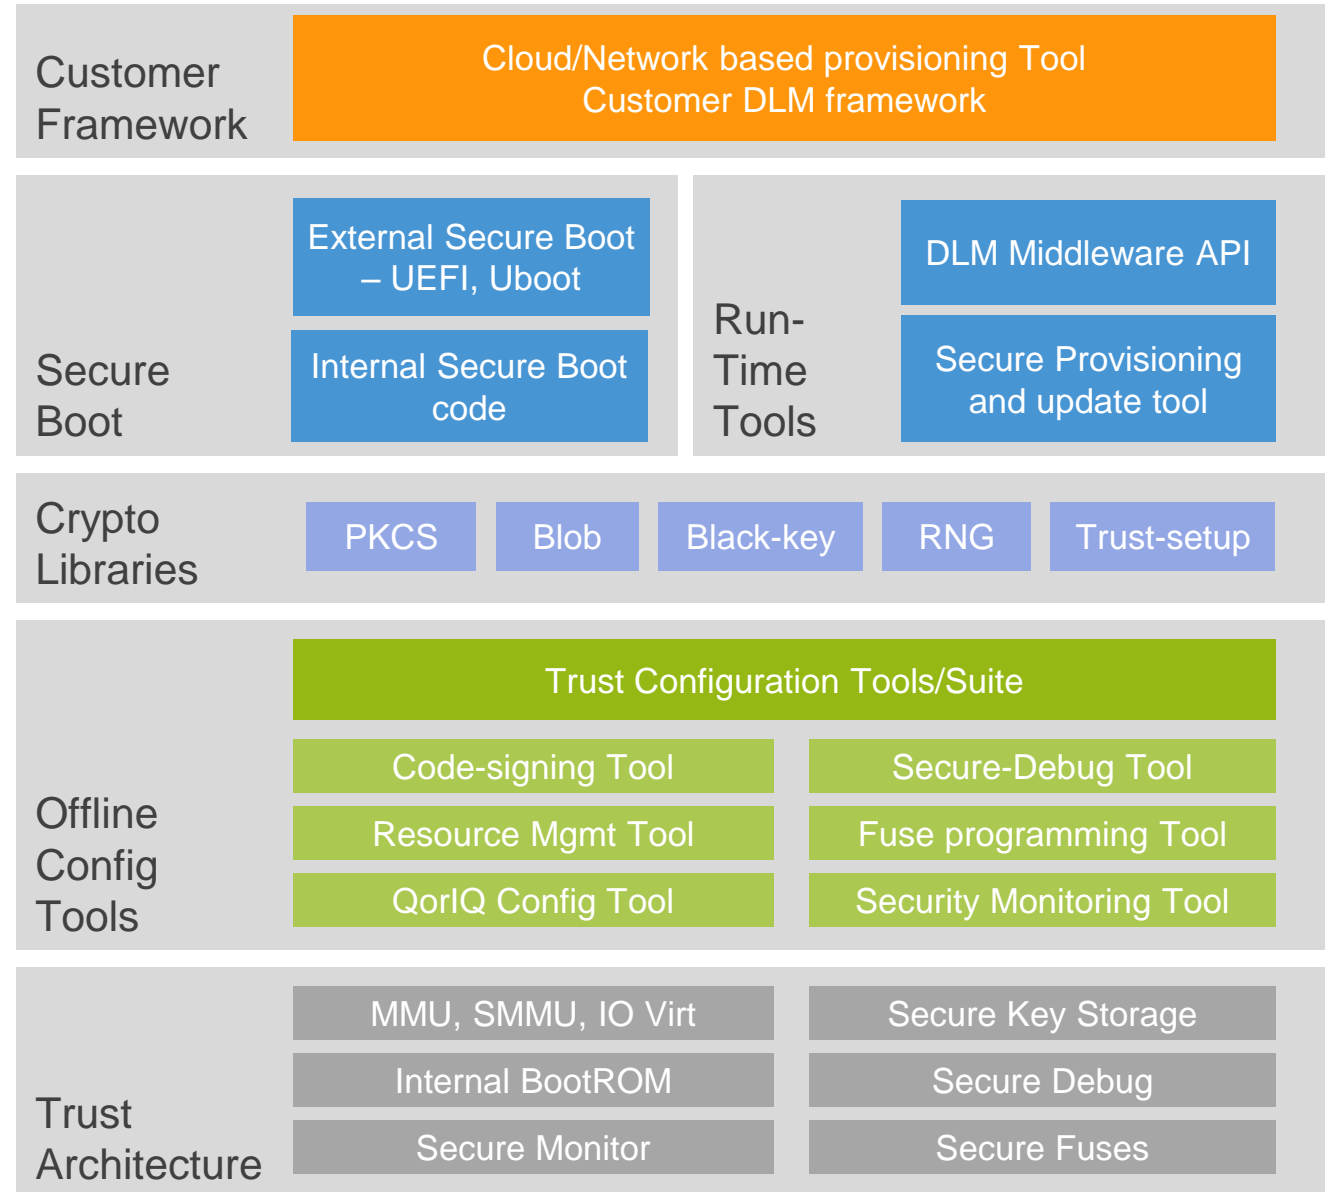 Customer
Framework
Cloud/Network based provisioning Tool
Customer DLM framework
Secure
Boot
External Secure Boot
– UEFI, Uboot
Internal Secure Boot
code
Run-
Time
Tools
DLM Middleware API
Secure Provisioning
and update tool
Crypto
Libraries
PKCS
Blob
Black-key
RNG
Trust-setup
Offline
Config
Tools
Trust Configuration Tools/Suite
Code-signing Tool
Secure-Debug Tool
Resource Mgmt Tool
Fuse programming Tool
QorIQ Config Tool
Security Monitoring Tool
Trust
Architecture
MMU, SMMU, IO Virt
Secure Key Storage
Internal BootROM
Secure Debug
Secure Monitor
Secure Fuses